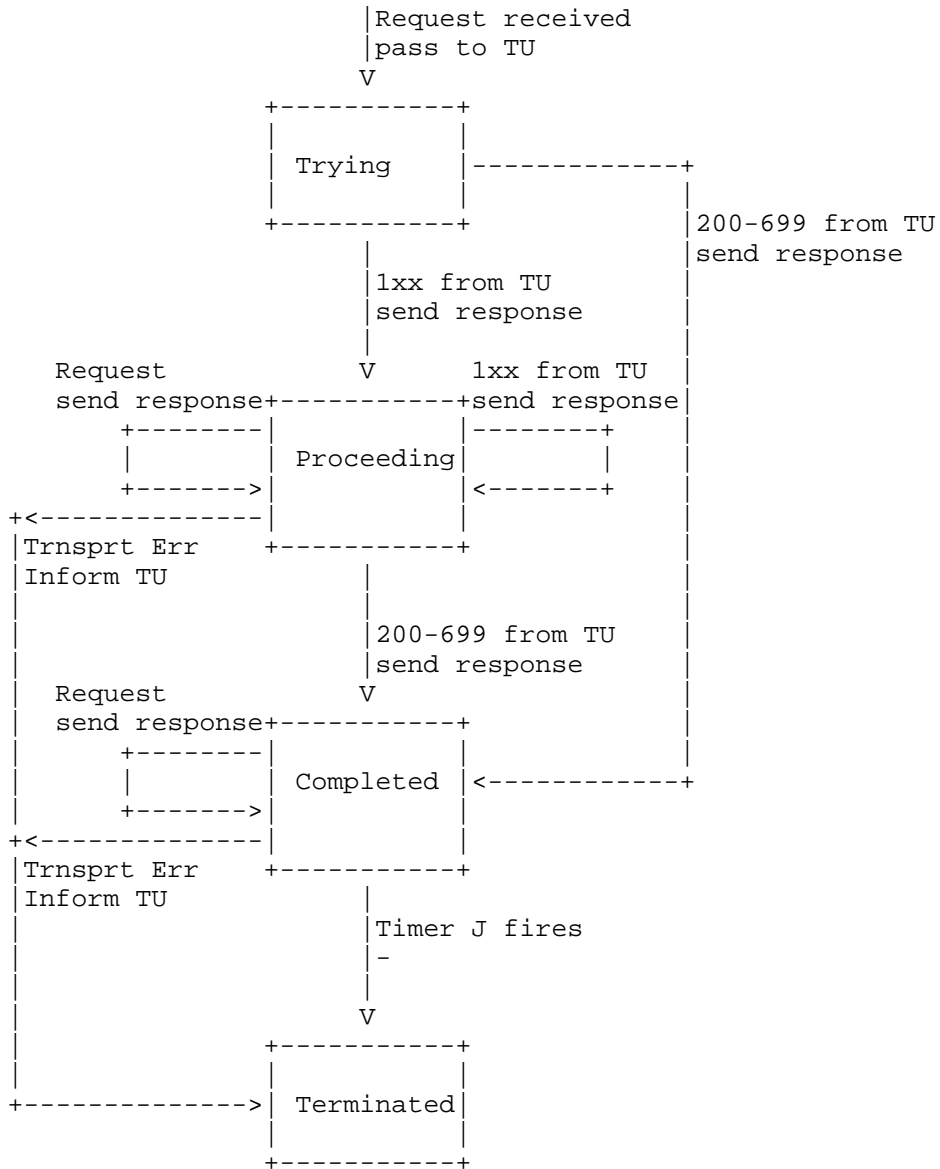 Request received
pass to TU
Trying
200-699 from TU
send response
1xx from TU
send response
Request
send response
1xx from TU
send response
Proceeding
Trnsprt Err
Inform TU
200-699 from TU
send response
Request
send response
Completed
Trnsprt Err
Inform TU
Timer J fires
-
Terminated